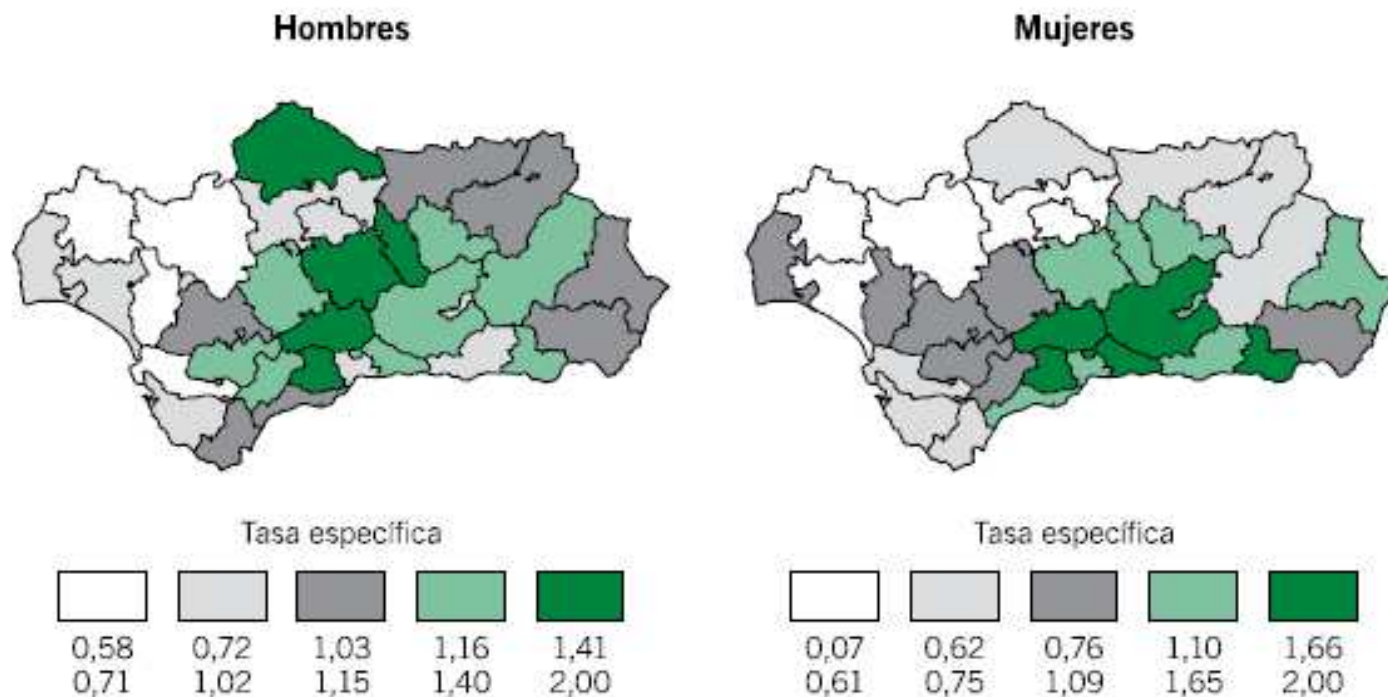 Hombres
Mujeres
Tasa específica
0,58 0,72 1,03 1,16 1,41
0,71 1,02 1,15 1,40 2,00
Tasa específica
0,07 0,62 0,76 1,10 1,66
0,61 0,75 1,09 1,65 2,00